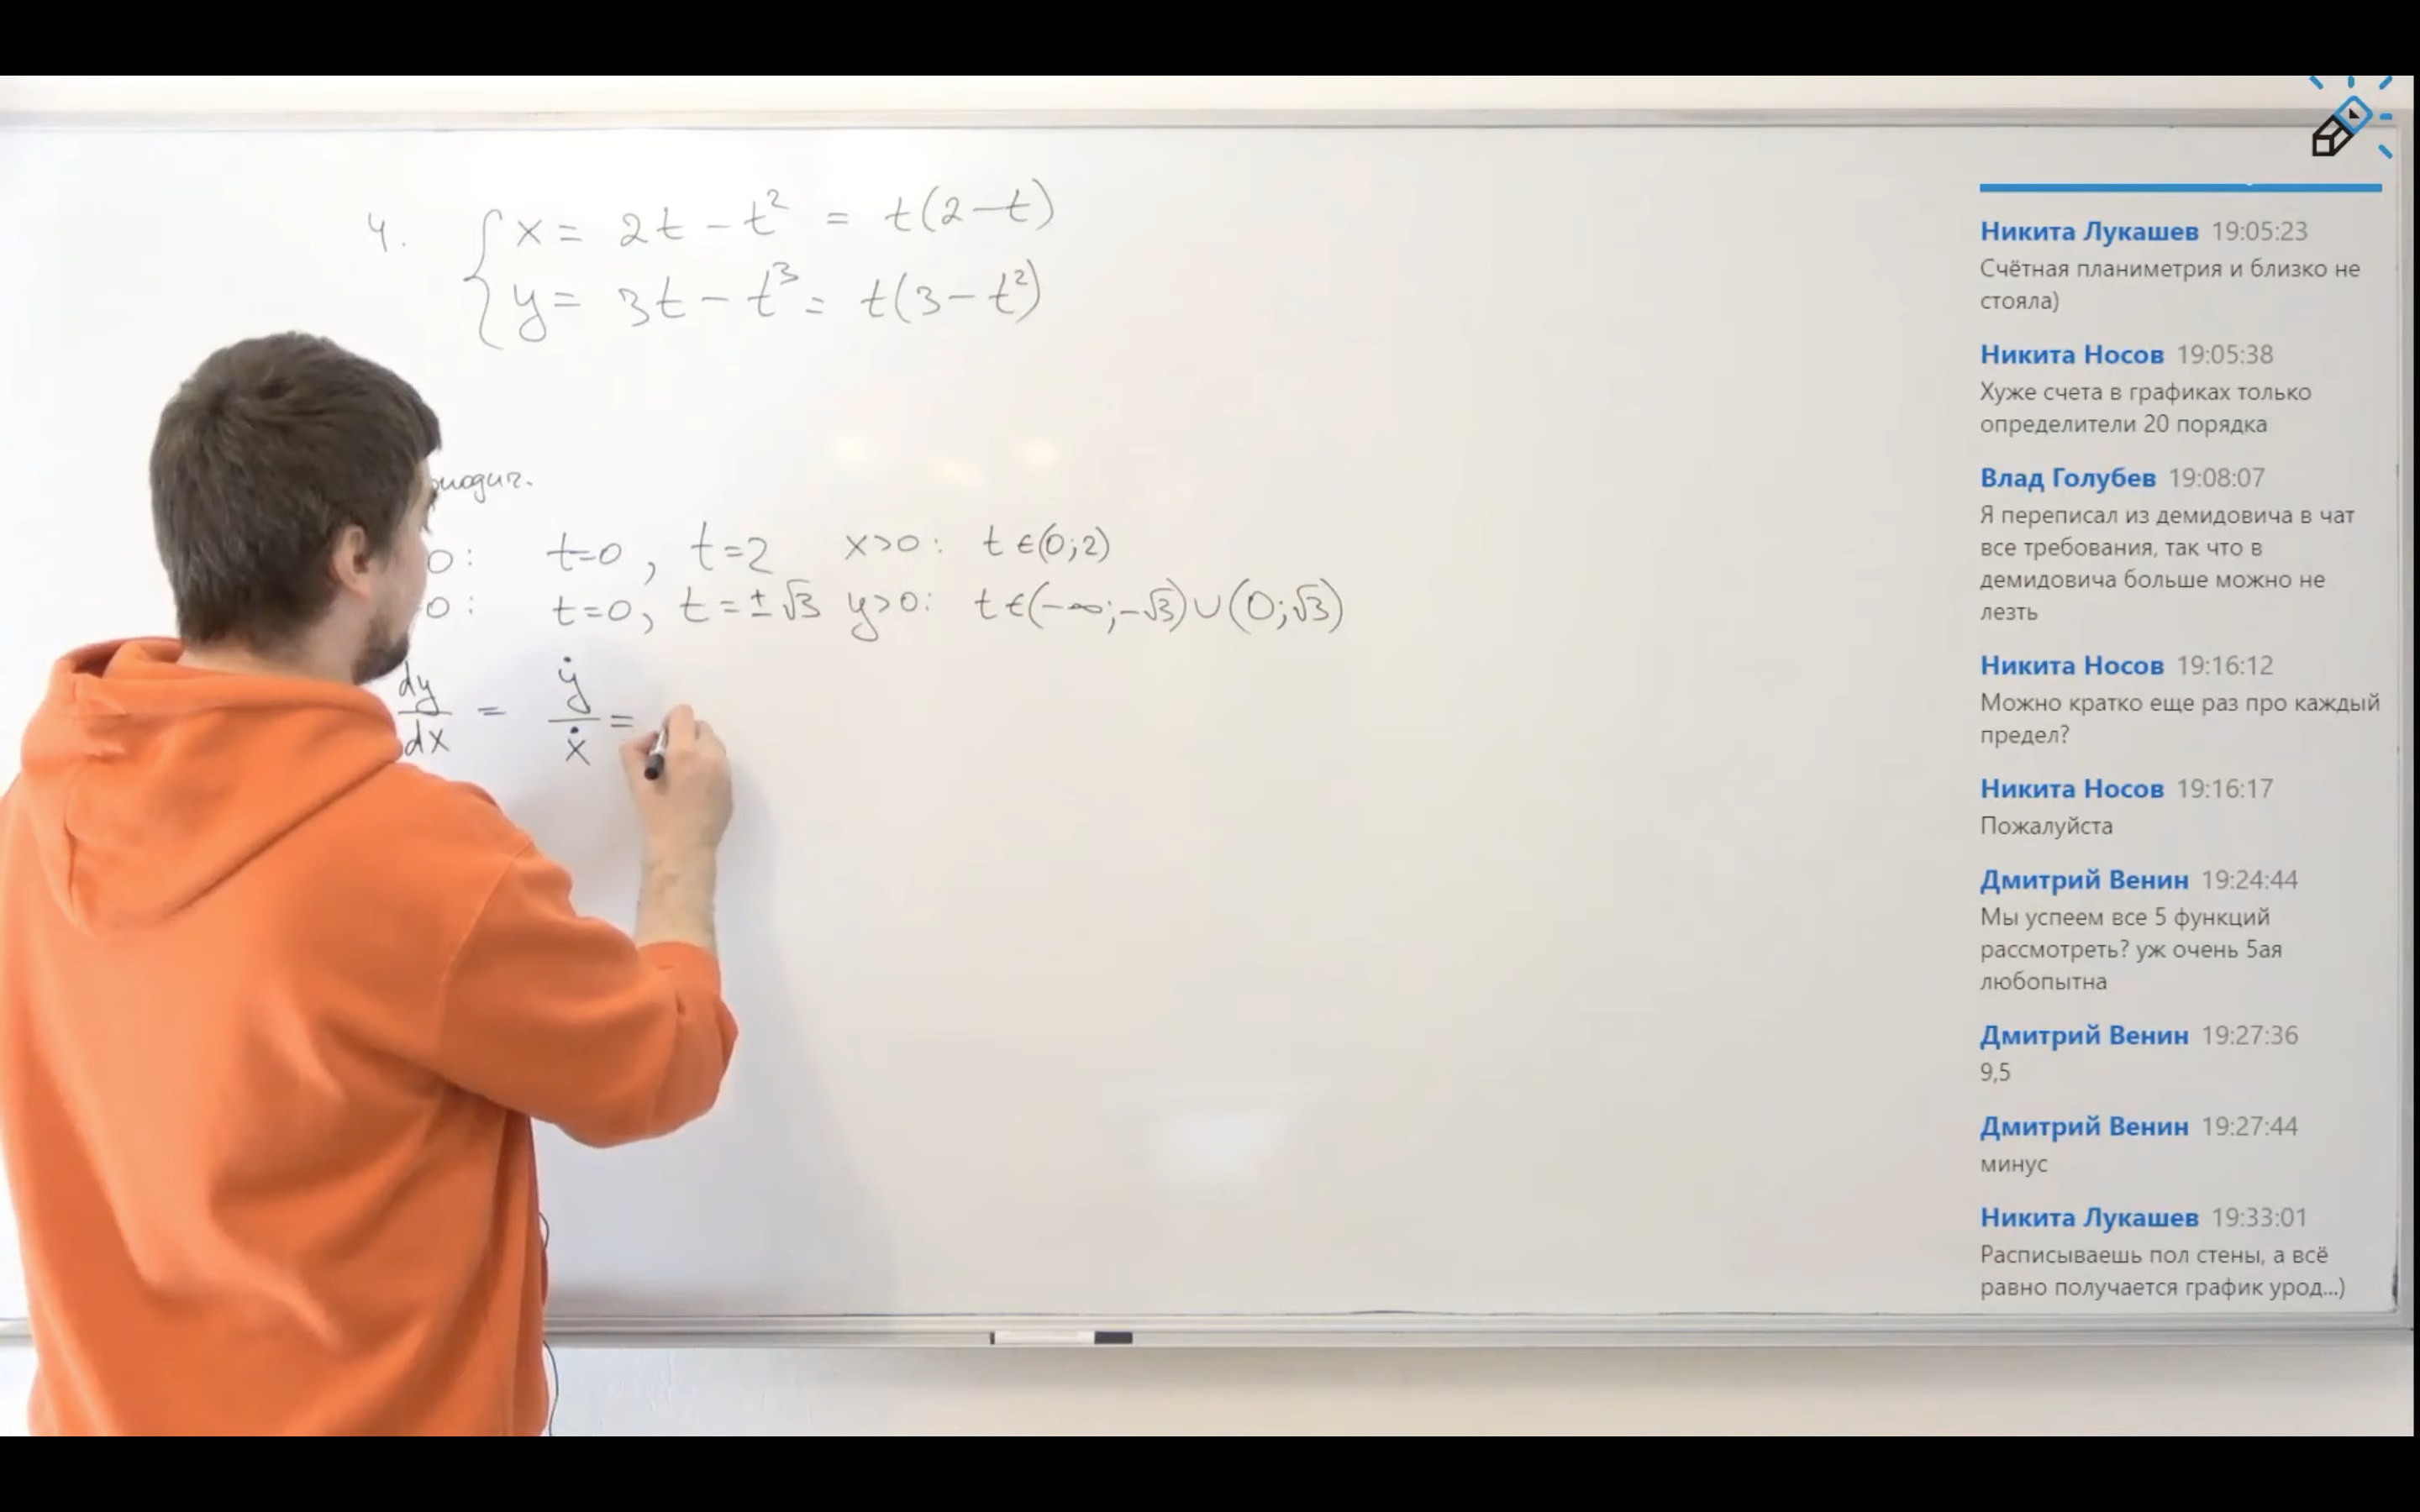 4. { x = 2t - t² = t(2-t)
y = 3t - t³ = t(3-t²)
0: t=0, t=2 x>0: t∈(0;2)
0: t=0, t=±√3 y>0: t∈(-∞;-√3)∪(0;√3)
dy/dx = ẏ/ẋ =
Никита Лукашев 19:05:23
Счётная планиметрия и близко не
стояла)
Никита Носов 19:05:38
Хуже счета в графиках только
определители 20 порядка
Влад Голубев 19:08:07
Я переписал из демидовича в чат
все требования, так что в
демидовича больше можно не
лезть
Никита Носов 19:16:12
Можно кратко еще раз про каждый
предел?
Никита Носов 19:16:17
Пожалуйста
Дмитрий Венин 19:24:44
Мы успеем все 5 функций
рассмотреть? уж очень 5ая
любопытна
Дмитрий Венин 19:27:36
9,5
Дмитрий Венин 19:27:44
минус
Никита Лукашев 19:33:01
Расписываешь пол стены, а всё
равно получается график урод...)